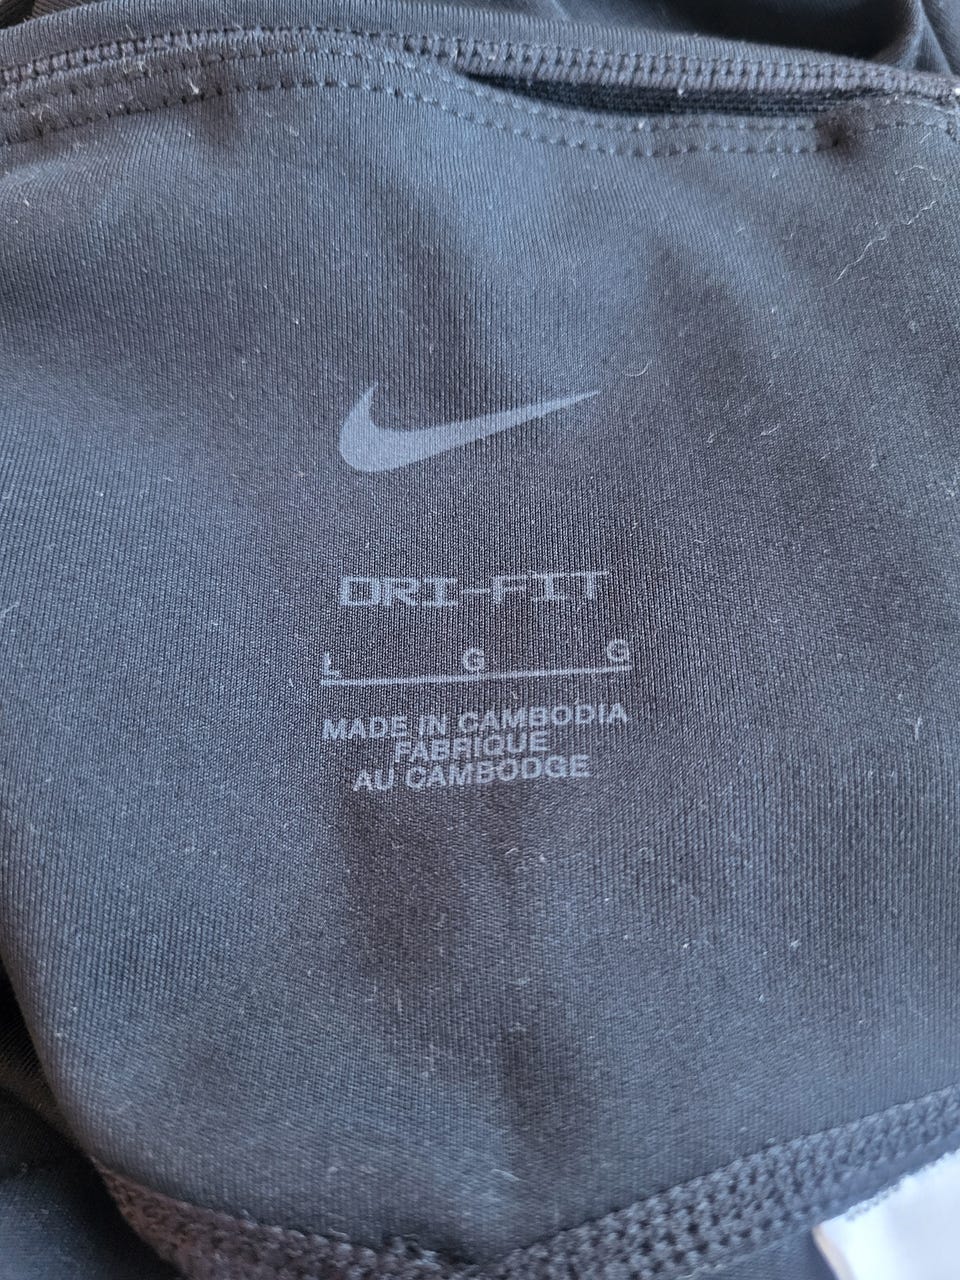 DRI-FIT
L G G
MADE IN CAMBODIA
FABRIQUE
AU CAMBODGE